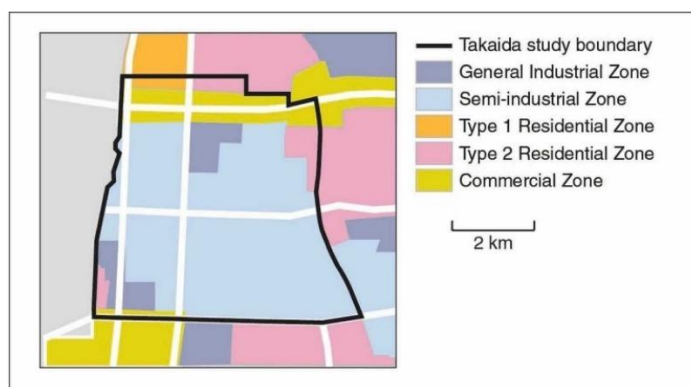 Takaida study boundary
General Industrial Zone
Semi-industrial Zone
Type 1 Residential Zone
Type 2 Residential Zone
Commercial Zone
2 km